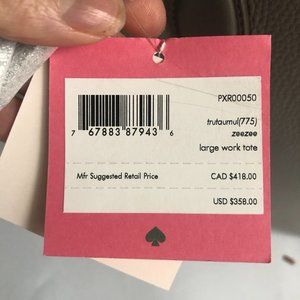 PXR00050
trutaumul(775)
zeezee
large work tote
7 67883 87943 6
Mfr Suggested Retail Price
CAD $418.00
USD $358.00